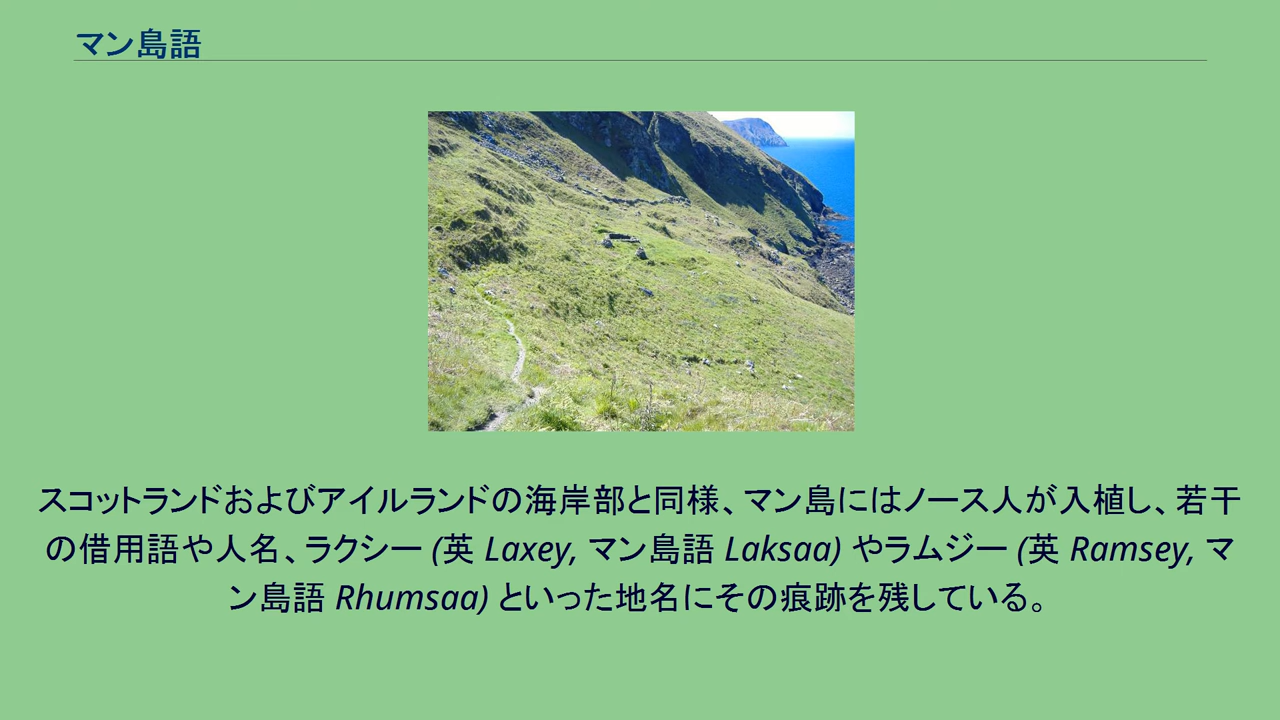 マン島語
スコットランドおよびアイルランドの海岸部と同様、マン島にはノース人が入植し、若干
の借用語や人名、ラクシー (英 Laxey, マン島語 Laksaa) やラムジー (英 Ramsey, マ
ン島語 Rhumsaa) といった地名にその痕跡を残している。